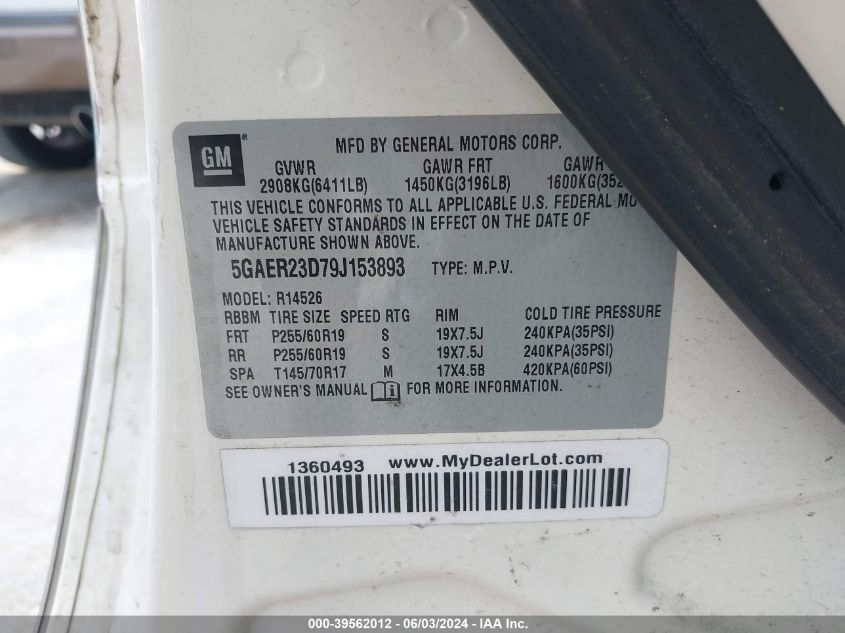 GM
MFD BY GENERAL MOTORS CORP.
GVWR GAWR FRT GAWR
2908KG(6411LB) 1450KG(3196LB) 1600KG(352
THIS VEHICLE CONFORMS TO ALL APPLICABLE U.S. FEDERAL MO
VEHICLE SAFETY STANDARDS IN EFFECT ON THE DATE OF
MANUFACTURE SHOWN ABOVE.
5GAER23D79J153893 TYPE: M.P.V.
MODEL: R14526
RBBM TIRE SIZE SPEED RTG RIM COLD TIRE PRESSURE
FRT P255/60R19 S 19X7.5J 240KPA(35PSI)
RR P255/60R19 S 19X7.5J 240KPA(35PSI)
SPA T145/70R17 M 17X4.5B 420KPA(60PSI)
SEE OWNER'S MANUAL FOR MORE INFORMATION.
1360493 www.MyDealerLot.com
000-39562012 - 06/03/2024 - IAA Inc.